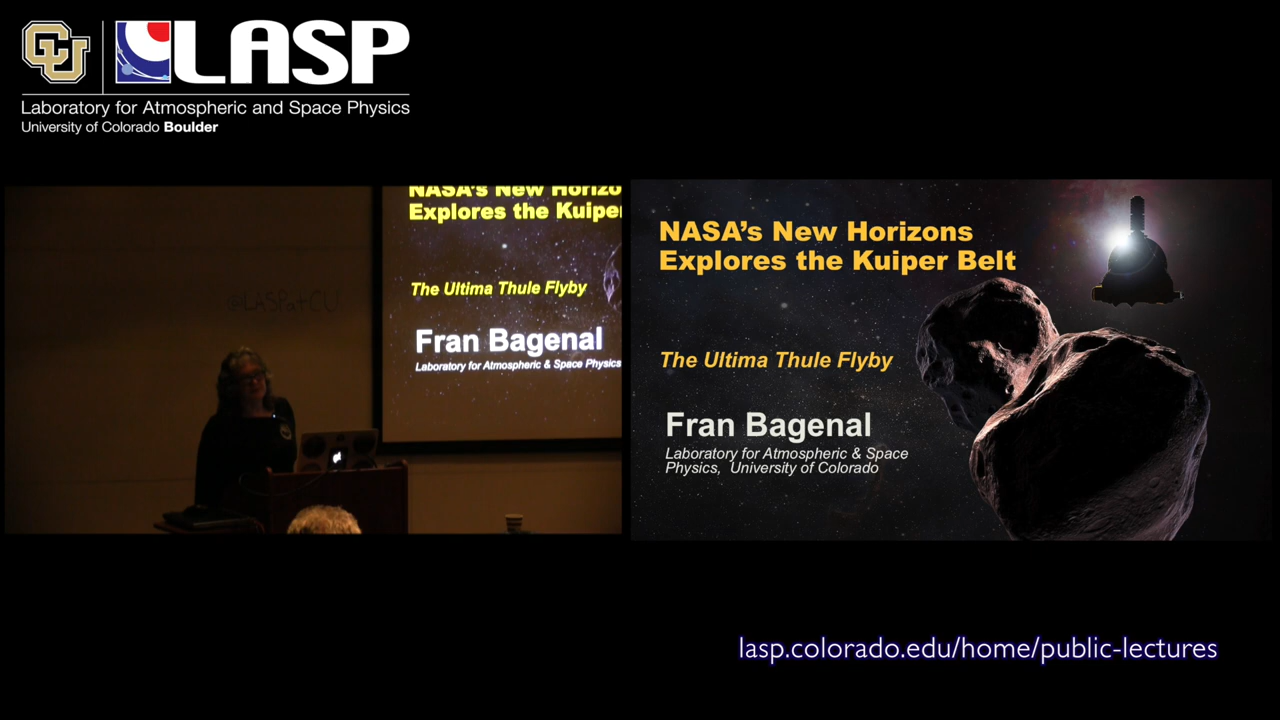 CU
LASP
Laboratory for Atmospheric and Space Physics
University of Colorado Boulder
NASA's New Horizo
Explores the Kuiper
The Ultima Thule Flyby
Fran Bagenal
Laboratory for Atmospheric & Space Physics
@LASPatCU
NASA's New Horizons
Explores the Kuiper Belt
The Ultima Thule Flyby
Fran Bagenal
Laboratory for Atmospheric & Space
Physics, University of Colorado
lasp.colorado.edu/home/public-lectures